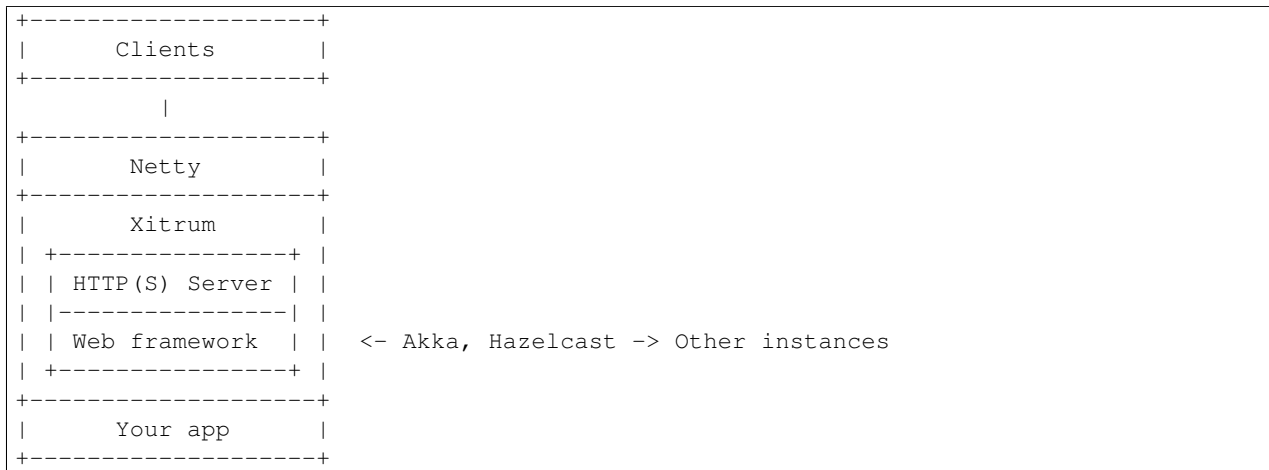 +--------------------+
|      Clients       |
+--------------------+
          |
+--------------------+
|       Netty        |
+--------------------+
|       Xitrum       |
| +----------------+ |
| | HTTP(S) Server | |
| |----------------| |
| | Web framework  | |  <- Akka, Hazelcast -> Other instances
| +----------------+ |
+--------------------+
|      Your app      |
+--------------------+